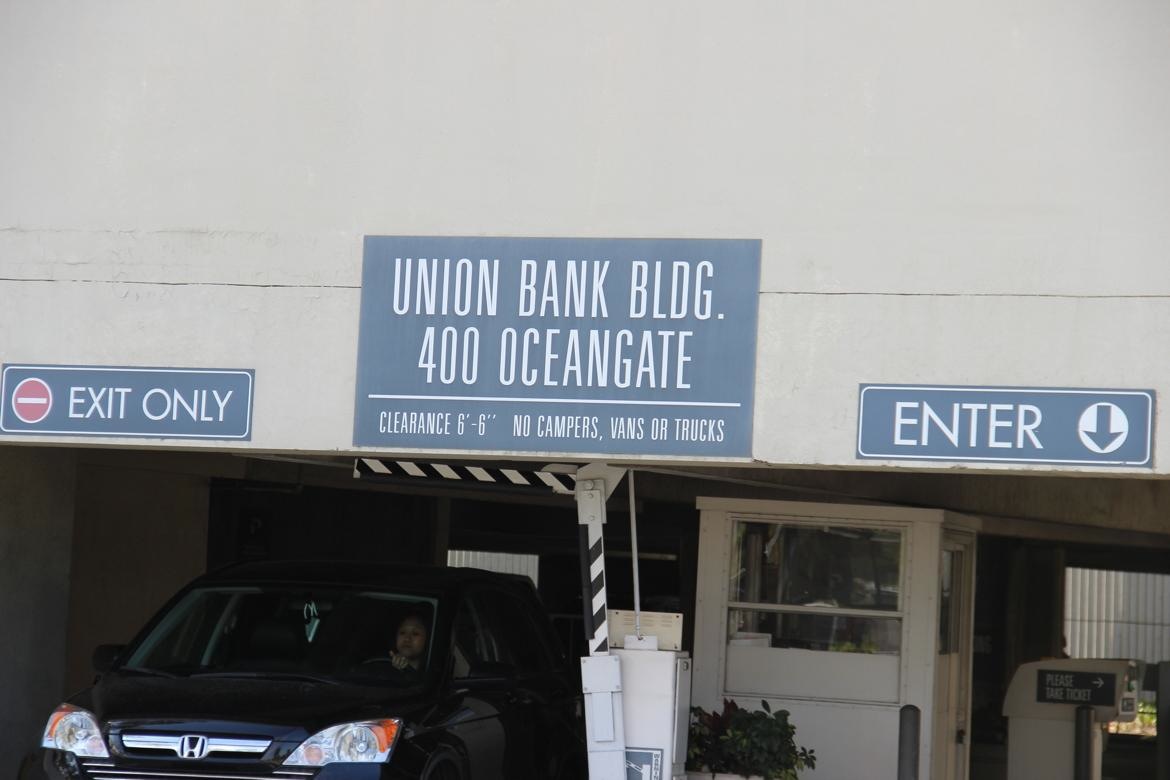 UNION BANK BLDG.
400 OCEANGATE
CLEARANCE 6'-6" NO CAMPERS, VANS OR TRUCKS
EXIT ONLY
ENTER
PLEASE
TAKE TICKET